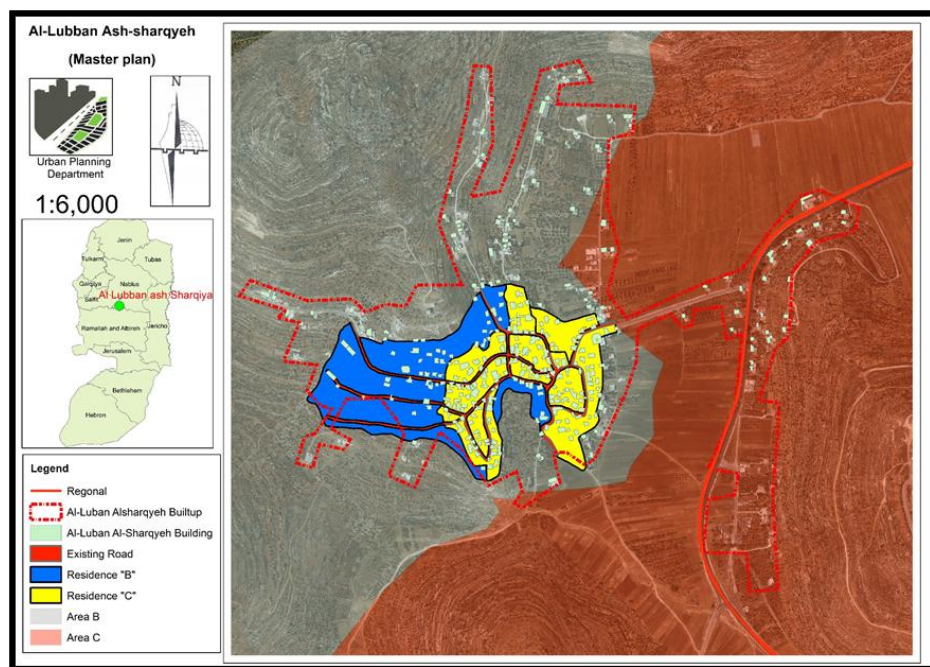 Al-Lubban Ash-sharqyeh
(Master plan)
N
Urban Planning
Department
1:6,000
Jenin
Tulkarm
Tubas
Qalqiliya
Nablus
Salfit
Al Lubban ash Sharqiya
Ramallah and Albireh
Jericho
Jerusalem
Bethlehem
Hebron
Legend
Regonal
Al-Luban Alsharqyeh Builtup
Al-Luban Al-Sharqyeh Building
Existing Road
Residence "B"
Residence "C"
Area B
Area C